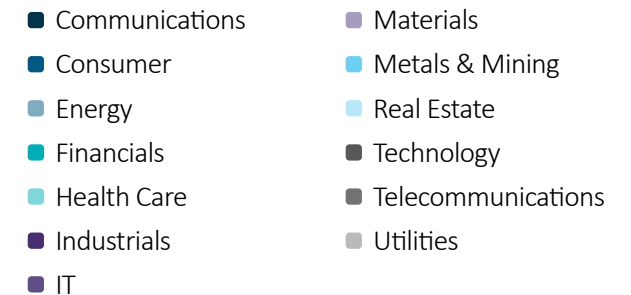 Communications
Consumer
Energy
Financials
Health Care
Industrials
IT
Materials
Metals & Mining
Real Estate
Technology
Telecommunications
Utilities